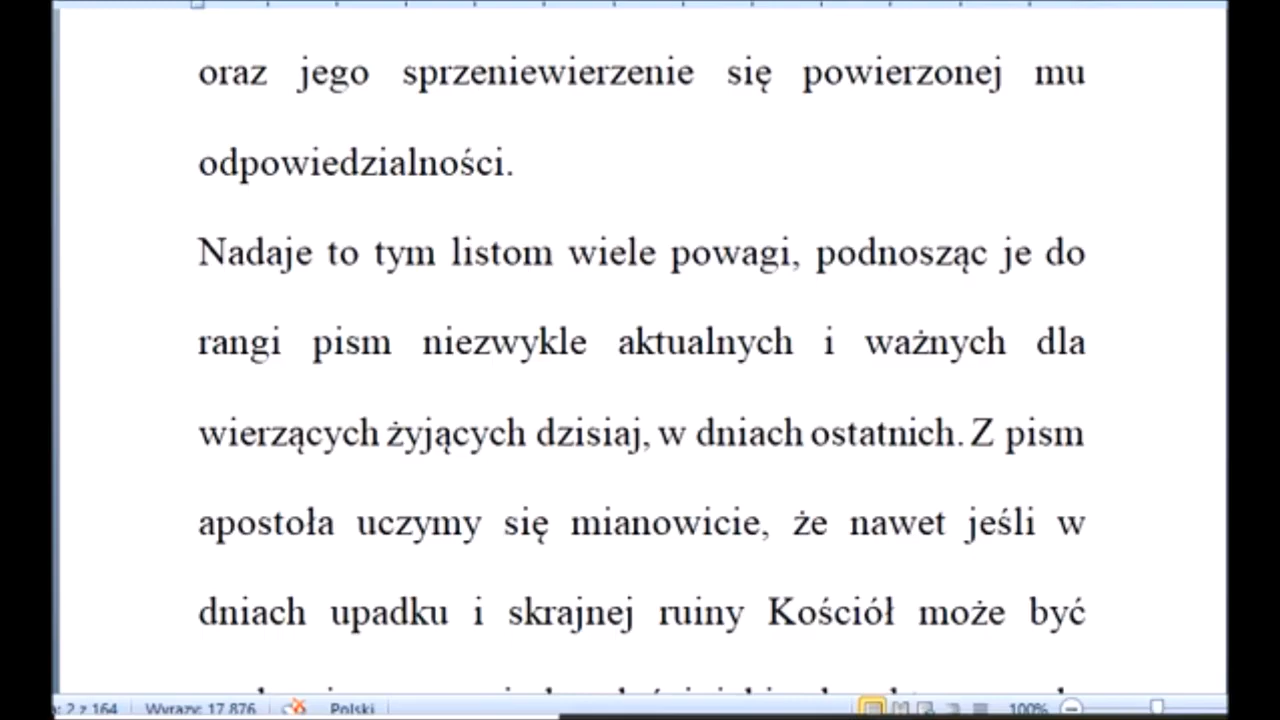 oraz jego sprzeniewierzenie się powierzonej mu
odpowiedzialności.
Nadaje to tym listom wiele powagi, podnosząc je do
rangi pism niezwykle aktualnych i ważnych dla
wierzących żyjących dzisiaj, w dniach ostatnich. Z pism
apostoła uczymy się mianowicie, że nawet jeśli w
dniach upadku i skrajnej ruiny Kościół może być
: 2 z 164 Wyrazy: 17 876 Polski 100%